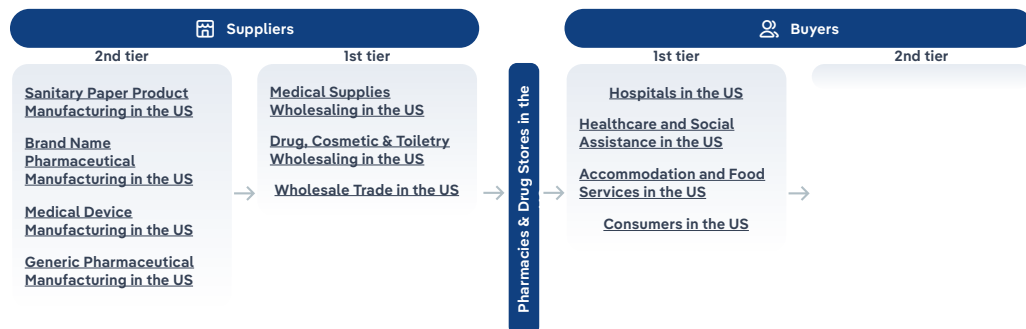 Suppliers
2nd tier
Sanitary Paper Product
Manufacturing in the US
Brand Name
Pharmaceutical
Manufacturing in the US
Medical Device
Manufacturing in the US
Generic Pharmaceutical
Manufacturing in the US
1st tier
Medical Supplies
Wholesaling in the US
Drug, Cosmetic & Toiletry
Wholesaling in the US
Wholesale Trade in the US
Pharmacies & Drug Stores in the
Buyers
1st tier
Hospitals in the US
Healthcare and Social
Assistance in the US
Accommodation and Food
Services in the US
Consumers in the US
2nd tier